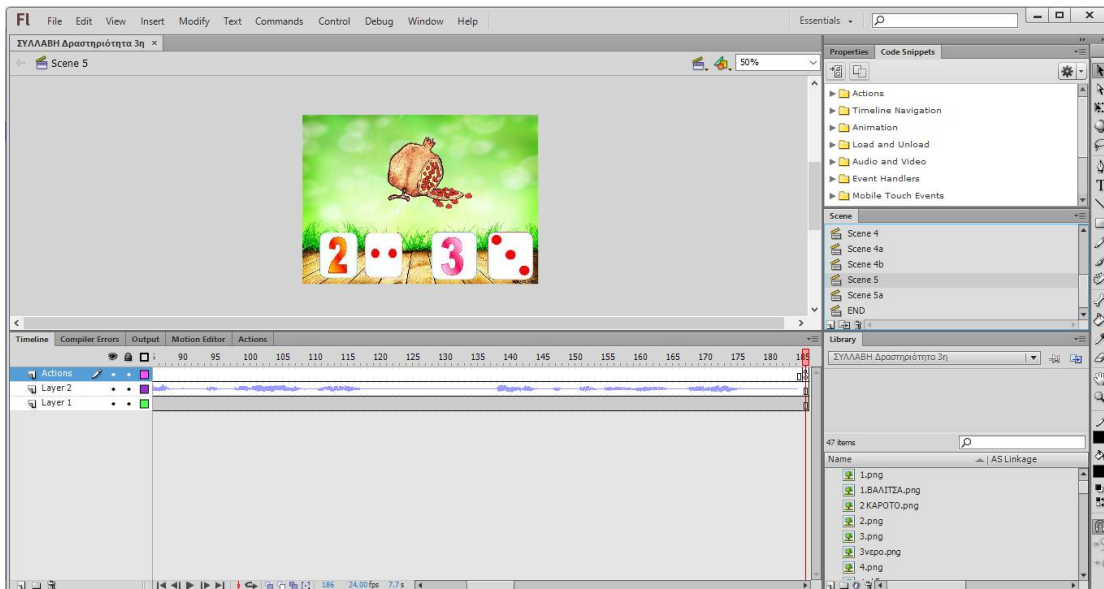 Fl File Edit View Insert Modify Text Commands Control Debug Window Help Essentials
ΣΥΛΛΑΒΗ Δραστηριότητα 3η ×
Scene 5 50%
2 3
Properties Code Snippets
Actions
Timeline Navigation
Animation
Load and Unload
Audio and Video
Event Handlers
Mobile Touch Events
Scene
Scene 4
Scene 4a
Scene 4b
Scene 5
Scene 5a
END
Timeline Compiler Errors Output Motion Editor Actions
90 95 100 105 110 115 120 125 130 135 140 145 150 155 160 165 170 175 180 185
Actions
Layer 2
Layer 1
186 24.00 fps 7.7 s
Library
ΣΥΛΛΑΒΗ Δραστηριότητα 3η
47 items
Name AS Linkage
1.png
1.ΒΑΛΙΤΣΑ.png
2 ΚΑΡΟΤΟ.png
2.png
3.png
3νερο.png
4.png